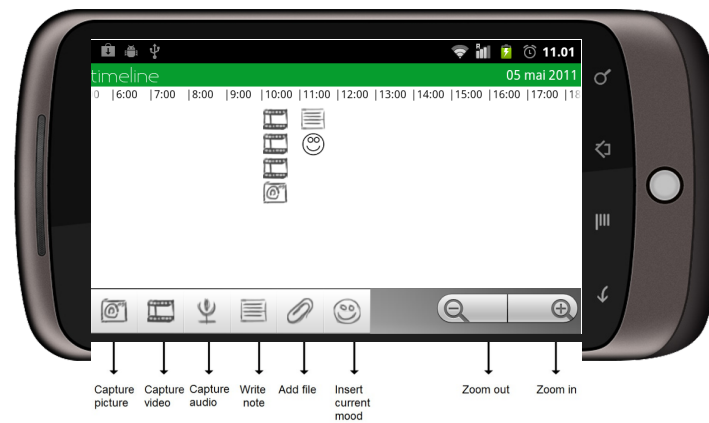 R
11.01
timeline
05 mai 2011
0 |6:00 |7:00 |8:00 |9:00 |10:00 |11:00 |12:00 |13:00 |14:00 |15:00 |16:00 |17:00 |18
Capture
picture
Capture
video
Capture
audio
Write
note
Add file
Insert
current
mood
Zoom out
Zoom in